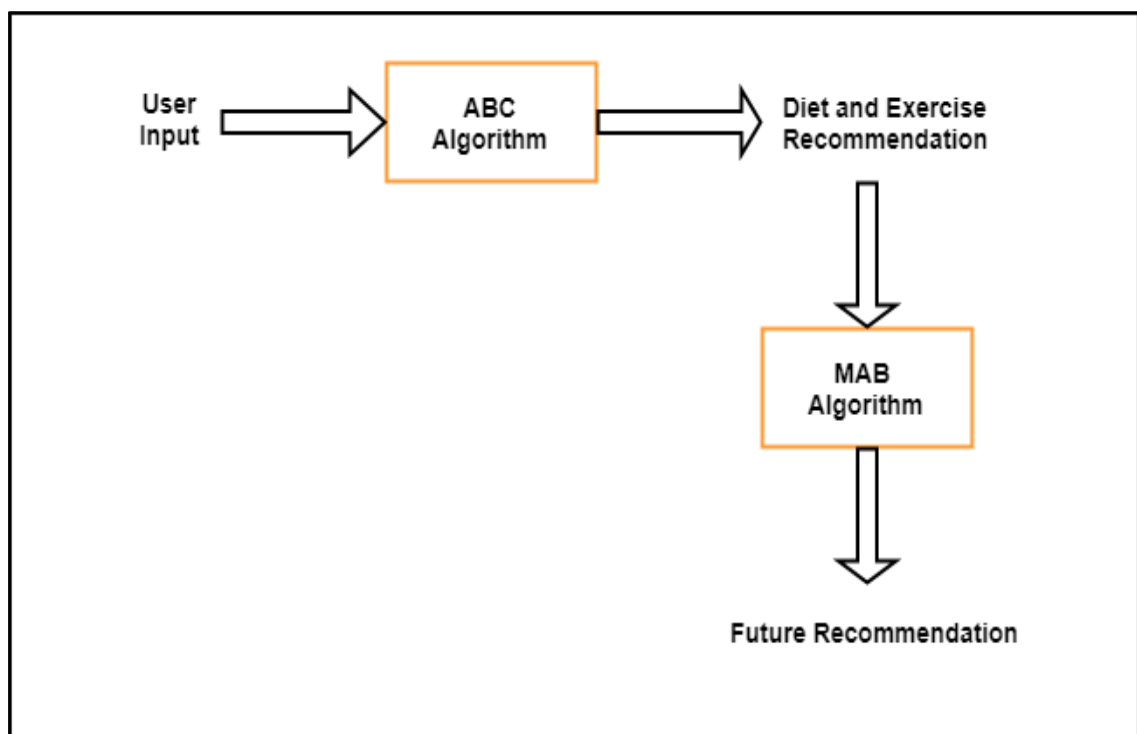 User
Input
ABC
Algorithm
Diet and Exercise
Recommendation
MAB
Algorithm
Future Recommendation